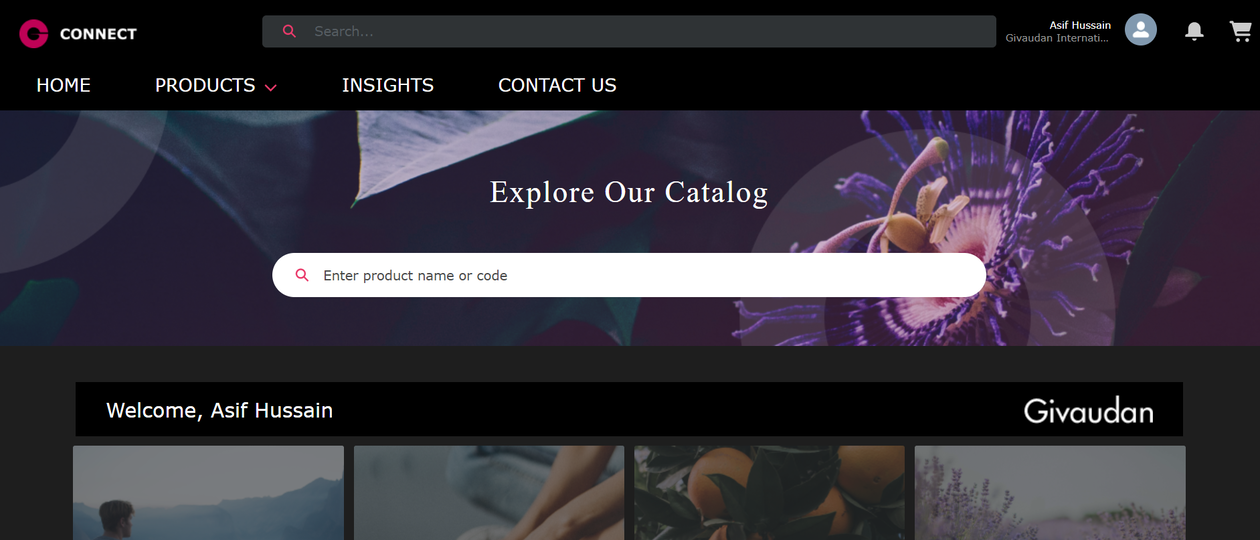 CONNECT
Search...
Asif Hussain
Givaudan Internati...
HOME
PRODUCTS
INSIGHTS
CONTACT US
Explore Our Catalog
Enter product name or code
Welcome, Asif Hussain
Givaudan